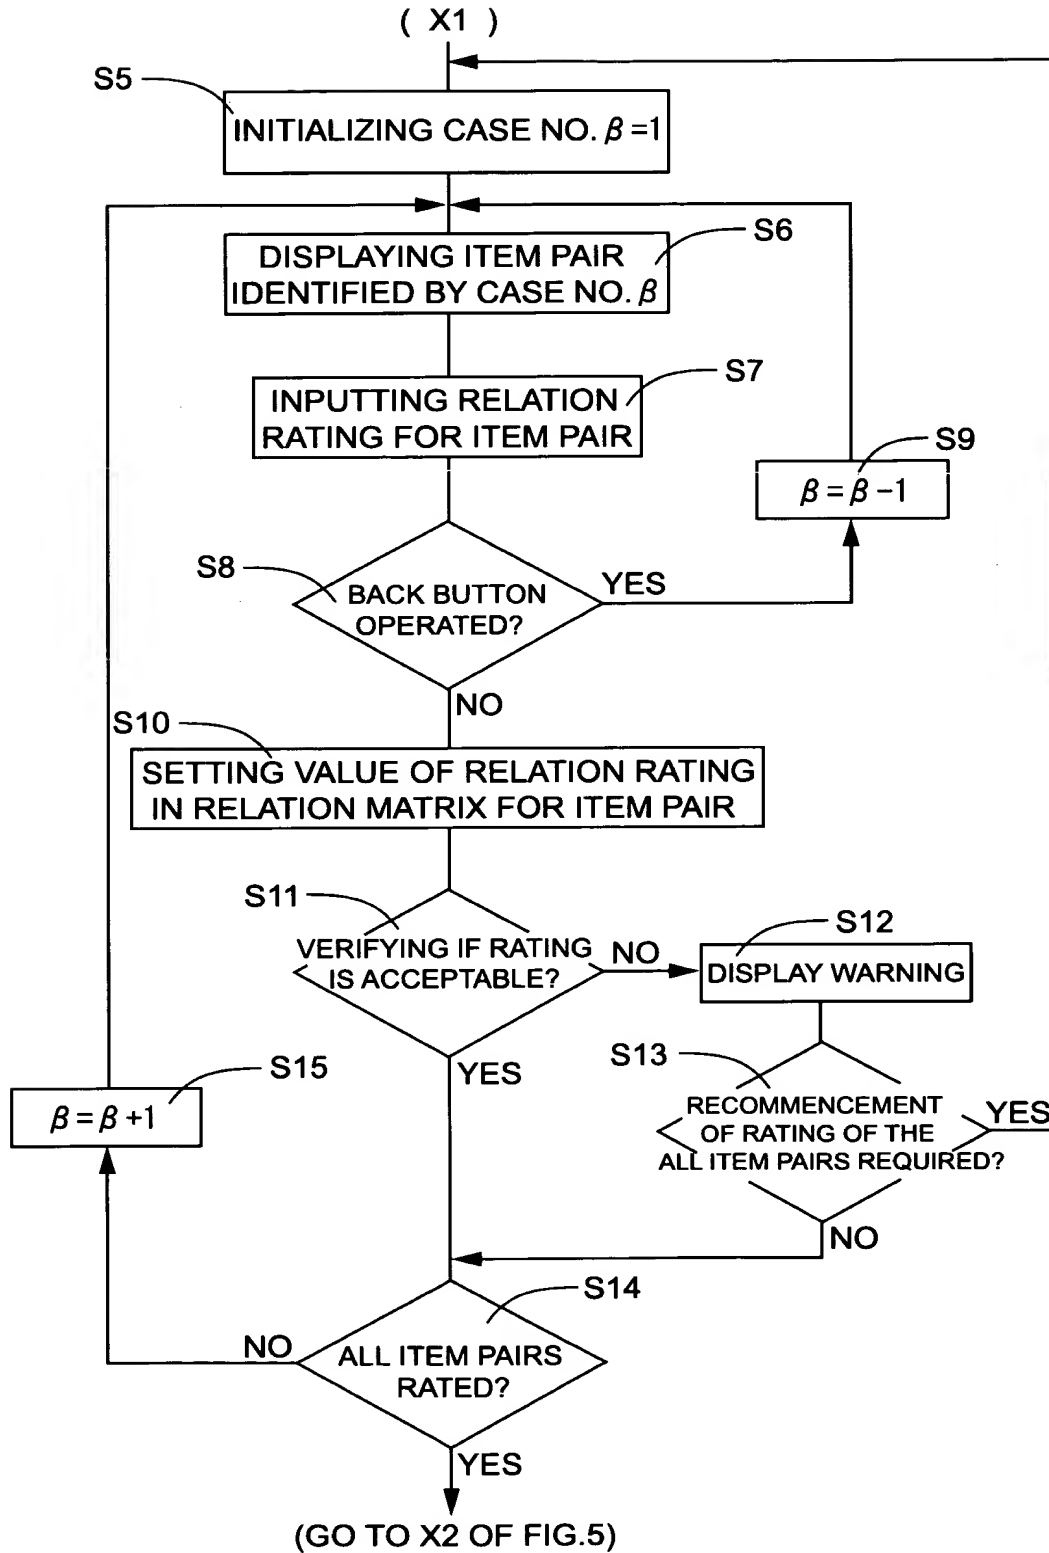 ( X1 )
S5
INITIALIZING CASE NO. β=1
S6
DISPLAYING ITEM PAIR
IDENTIFIED BY CASE NO. β
S7
INPUTTING RELATION
RATING FOR ITEM PAIR
S9
β = β -1
S8
BACK BUTTON
OPERATED?
YES
NO
S10
SETTING VALUE OF RELATION RATING
IN RELATION MATRIX FOR ITEM PAIR
S11
VERIFYING IF RATING
IS ACCEPTABLE?
NO
S12
DISPLAY WARNING
YES
S13
RECOMMENCEMENT
OF RATING OF THE
ALL ITEM PAIRS REQUIRED?
YES
NO
S15
β = β +1
S14
ALL ITEM PAIRS
RATED?
NO
YES
(GO TO X2 OF FIG.5)